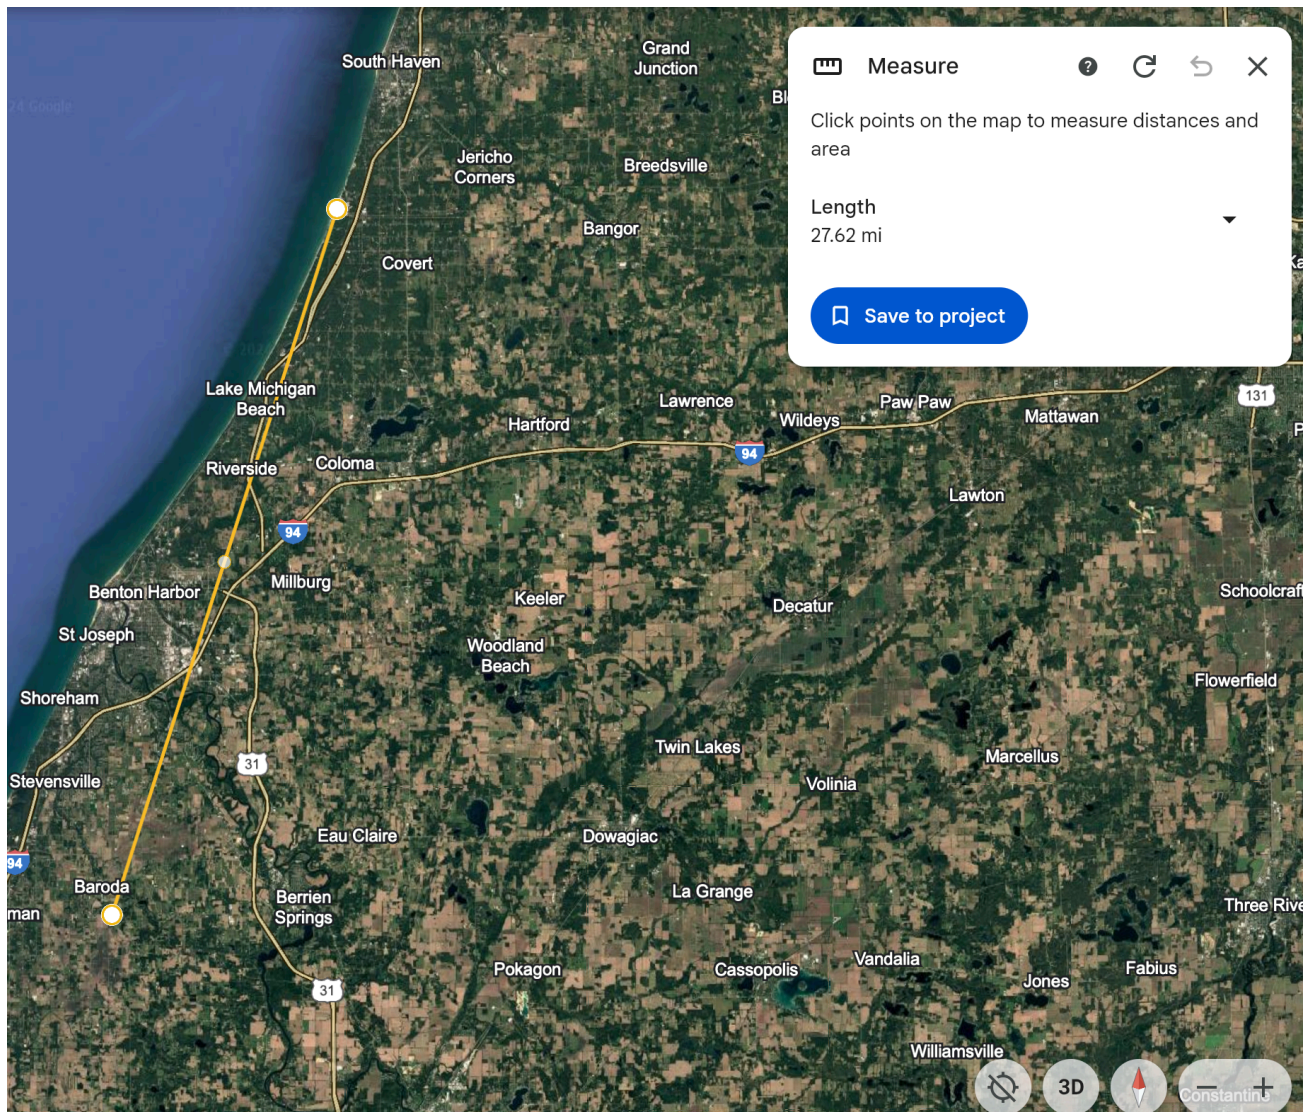 South Haven
Grand
Junction
Measure
24 Google
Bl
Click points on the map to measure distances and
area
Jericho
Corners
Breedsville
Length
27.62 mi
Bangor
Covert
Ka
Save to project
Lake Michigan
Beach
Lawrence
Paw Paw
131
Hartford
Wildeys
Mattawan
P
94
Riverside
Coloma
Lawton
94
Millburg
Benton Harbor
Keeler
Decatur
Schoolcraf
St Joseph
Woodland
Beach
Shoreham
Flowerfield
Twin Lakes
Marcellus
31
Stevensville
Volinia
Eau Claire
Dowagiac
94
Baroda
La Grange
Berrien
Springs
man
Three Rive
Pokagon
Cassopolis
Vandalia
Fabius
Jones
31
Williamsville
3D
Constantine